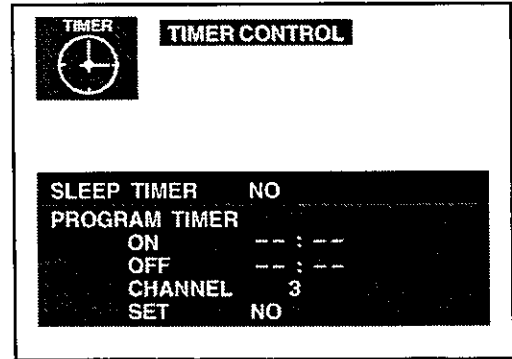 TIMER
TIMER CONTROL
SLEEP TIMER NO
PROGRAM TIMER
ON -- : --
OFF -- : --
CHANNEL 3
SET NO